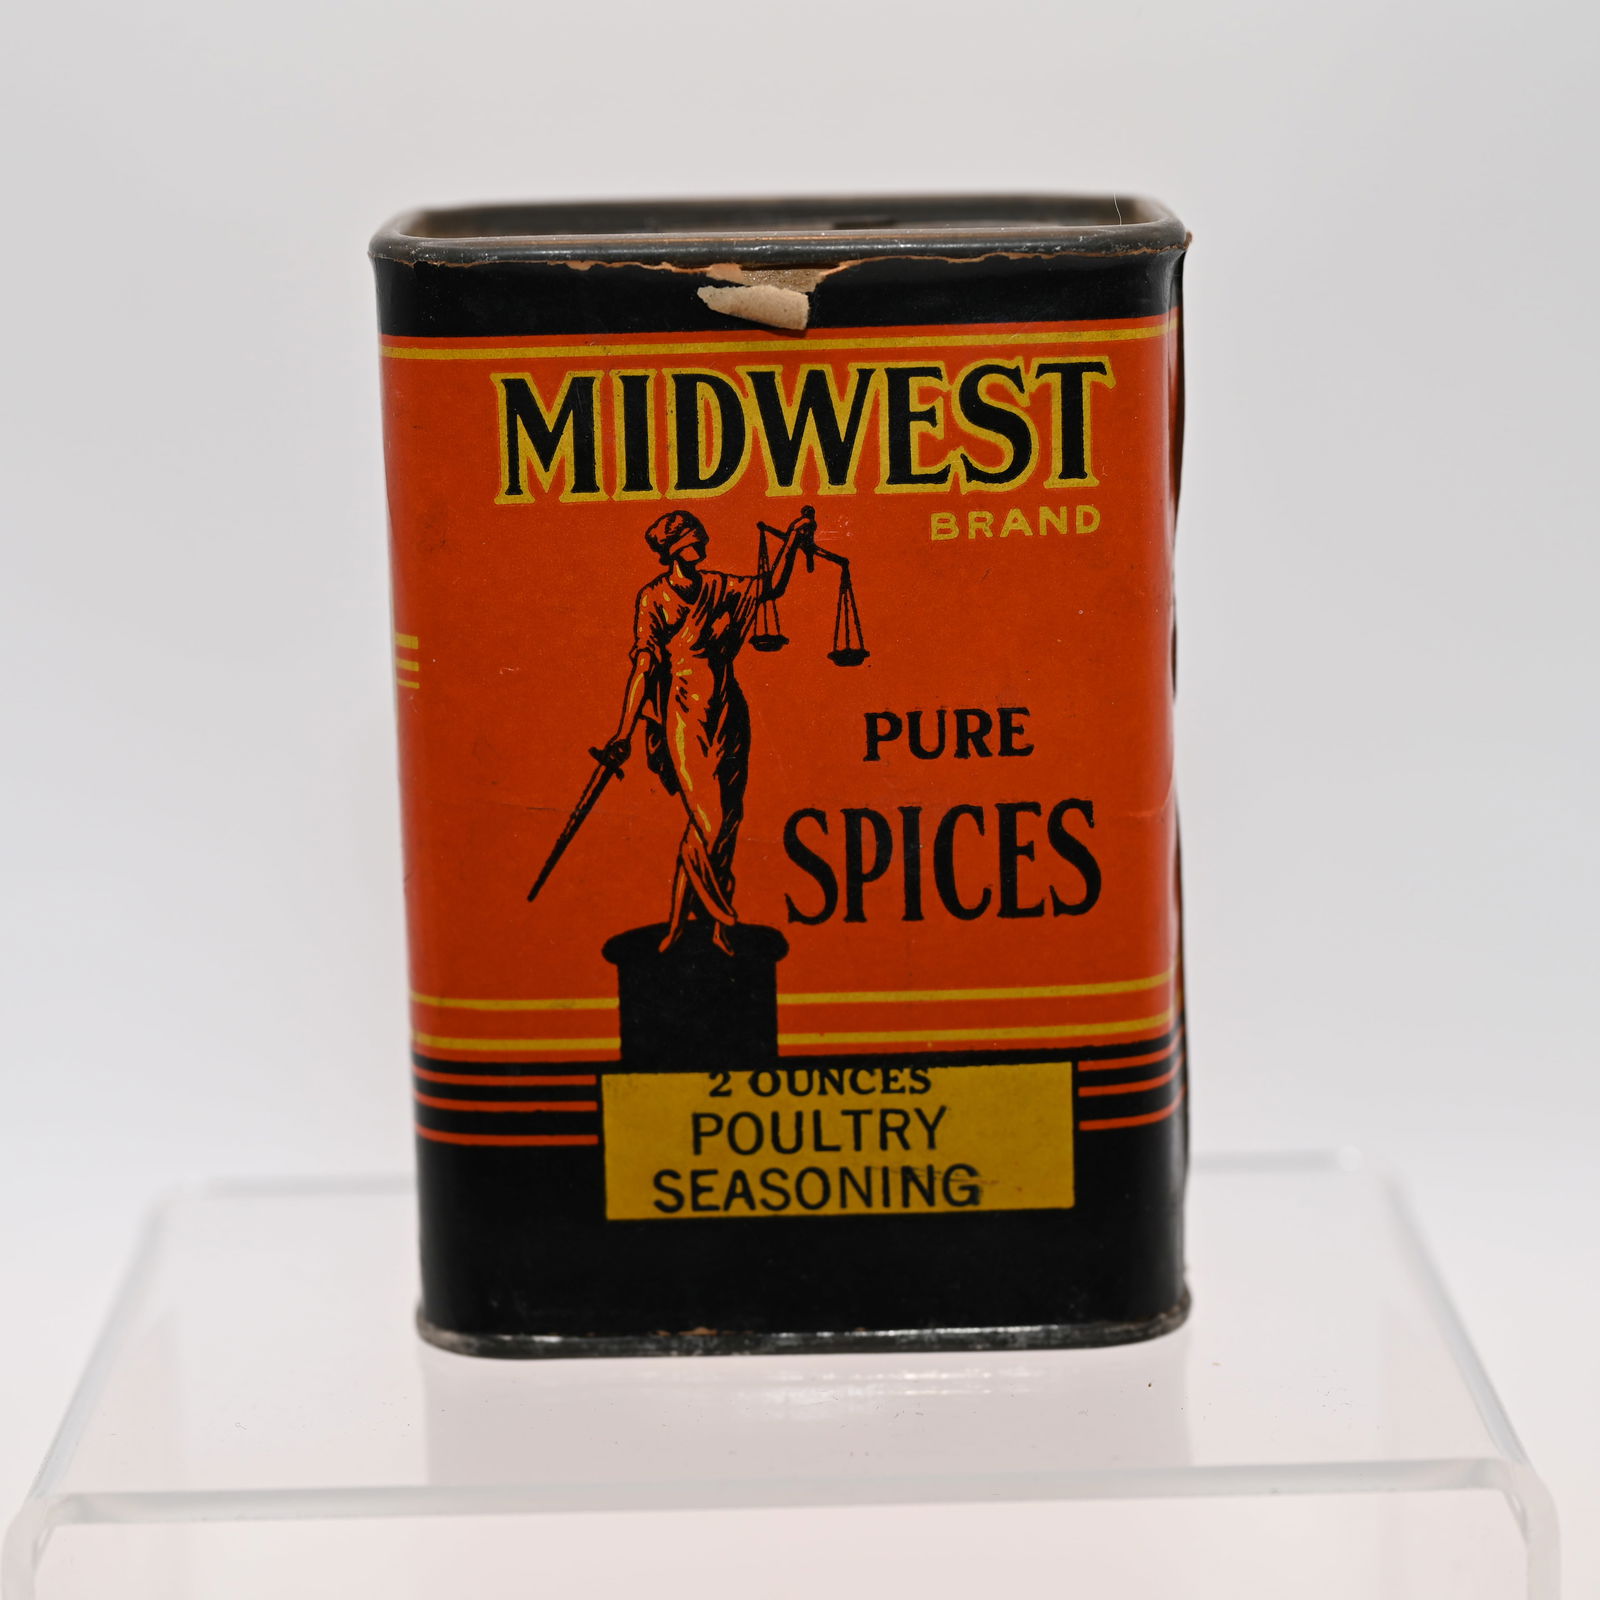 MIDWEST
BRAND
PURE
SPICES
2 OUNCES
POULTRY
SEASONING